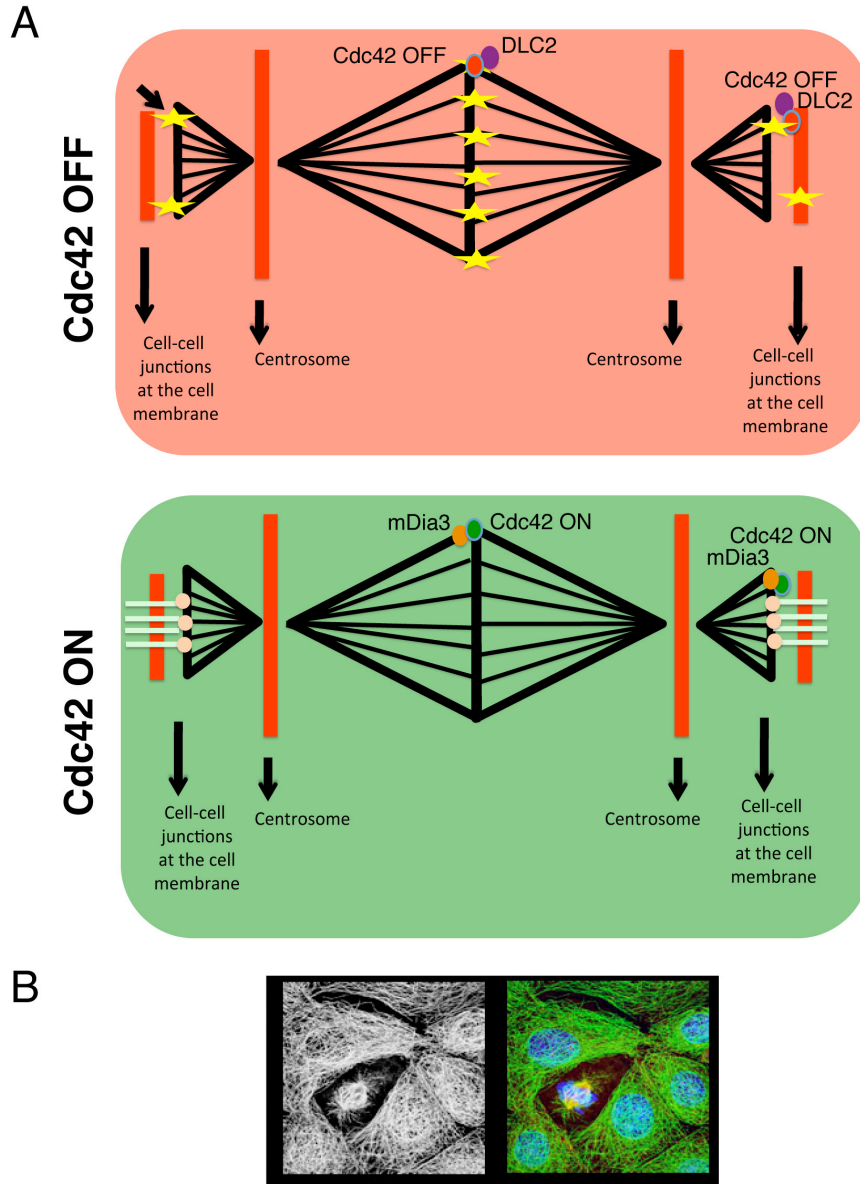 A
Cdc42 OFF
Cdc42 OFF
DLC2
Cdc42 OFF
DLC2
Cell-cell
junctions
at the cell
membrane
Centrosome
Centrosome
Cell-cell
junctions
at the cell
membrane
Cdc42 ON
mDia3
Cdc42 ON
Cdc42 ON
mDia3
Cell-cell
junctions
at the cell
membrane
Centrosome
Centrosome
Cell-cell
junctions
at the cell
membrane
B